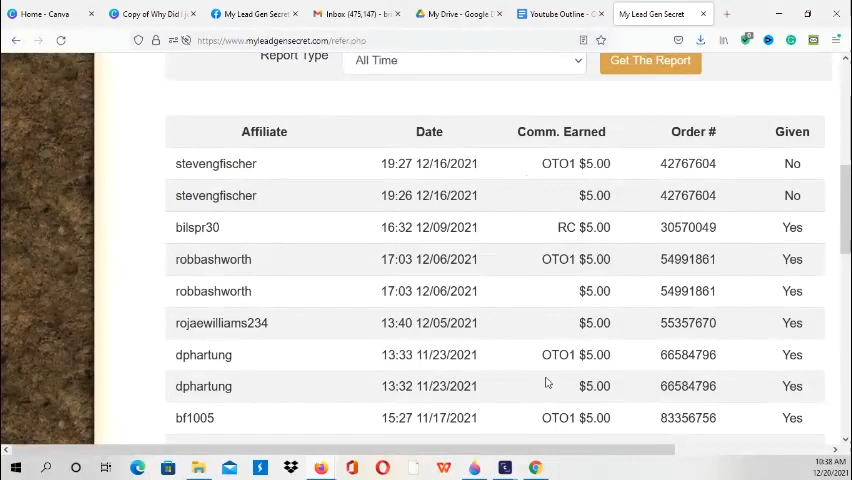 Home - Canva
Copy of Why Did I j
My Lead Gen Secret
Inbox (475,147) - bri
My Drive - Google D
Youtube Outline - G
My Lead Gen Secret
https://www.myleadgensecret.com/refer.php
Report Type
All Time
Get The Report
Affiliate Date Comm. Earned Order # Given
stevengfischer 19:27 12/16/2021 OTO1 $5.00 42767604 No
stevengfischer 19:26 12/16/2021 $5.00 42767604 No
bilspr30 16:32 12/09/2021 RC $5.00 30570049 Yes
robbashworth 17:03 12/06/2021 OTO1 $5.00 54991861 Yes
robbashworth 17:03 12/06/2021 $5.00 54991861 Yes
rojaewilliams234 13:40 12/05/2021 $5.00 55357670 Yes
dphartung 13:33 11/23/2021 OTO1 $5.00 66584796 Yes
dphartung 13:32 11/23/2021 $5.00 66584796 Yes
bf1005 15:27 11/17/2021 OTO1 $5.00 83356756 Yes
10:38 AM
12/20/2021